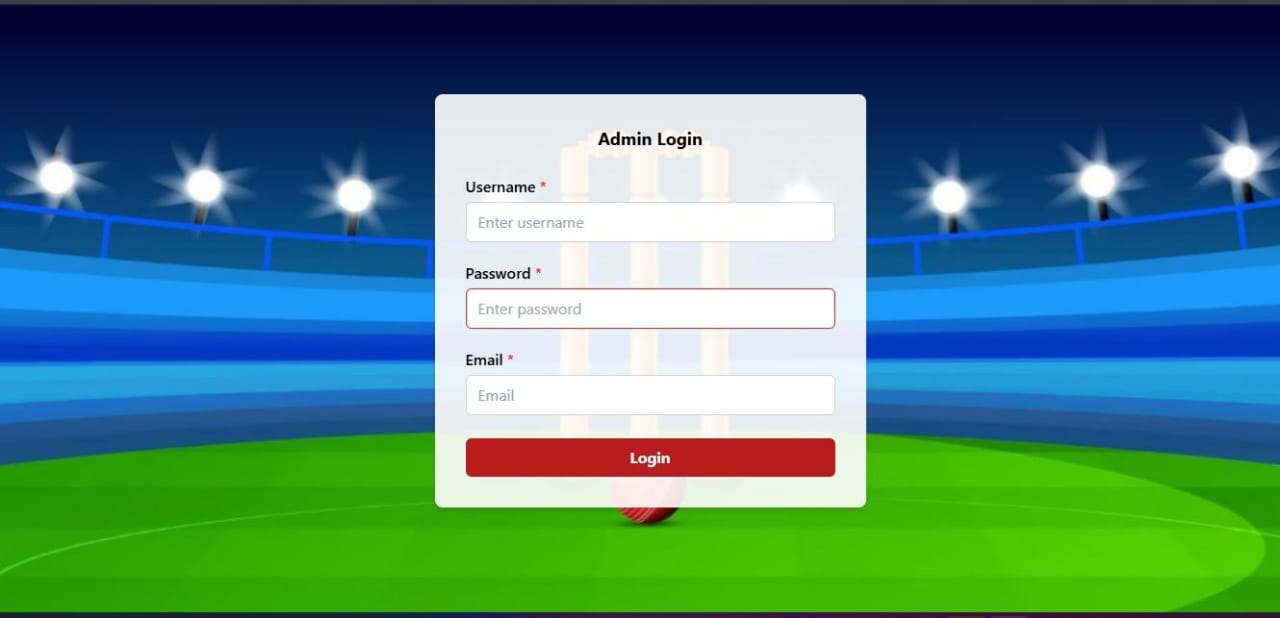 Admin Login
Username *
Enter username
Password *
Enter password
Email *
Email
Login